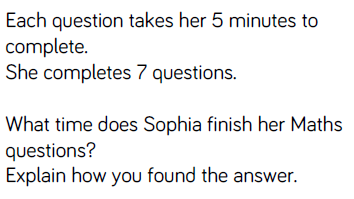 Each question takes her 5 minutes to
complete.
She completes 7 questions.
What time does Sophia finish her Maths
questions?
Explain how you found the answer.